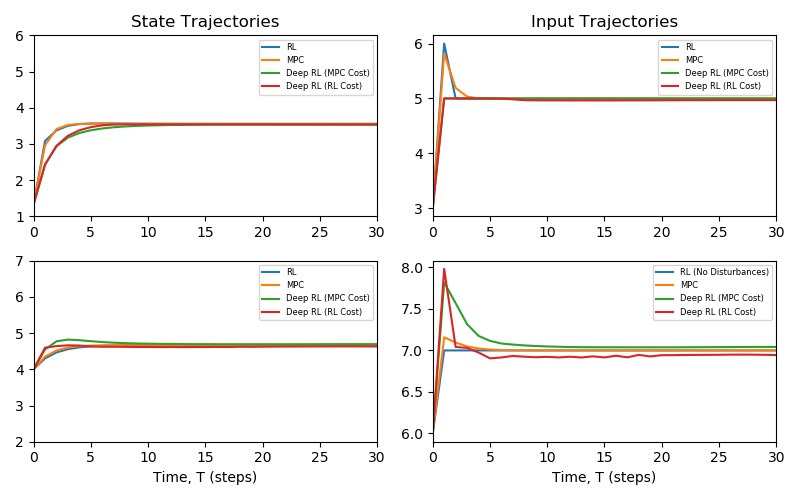 State Trajectories
6
5
4
3
2
1
0 5 10 15 20 25 30
RL
MPC
Deep RL (MPC Cost)
Deep RL (RL Cost)
Input Trajectories
6
5
4
3
0 5 10 15 20 25 30
RL
MPC
Deep RL (MPC Cost)
Deep RL (RL Cost)
7
6
5
4
3
2
0 5 10 15 20 25 30
RL
MPC
Deep RL (MPC Cost)
Deep RL (RL Cost)
Time, T (steps)
8.0
7.5
7.0
6.5
6.0
0 5 10 15 20 25 30
RL (No Disturbances)
MPC
Deep RL (MPC Cost)
Deep RL (RL Cost)
Time, T (steps)